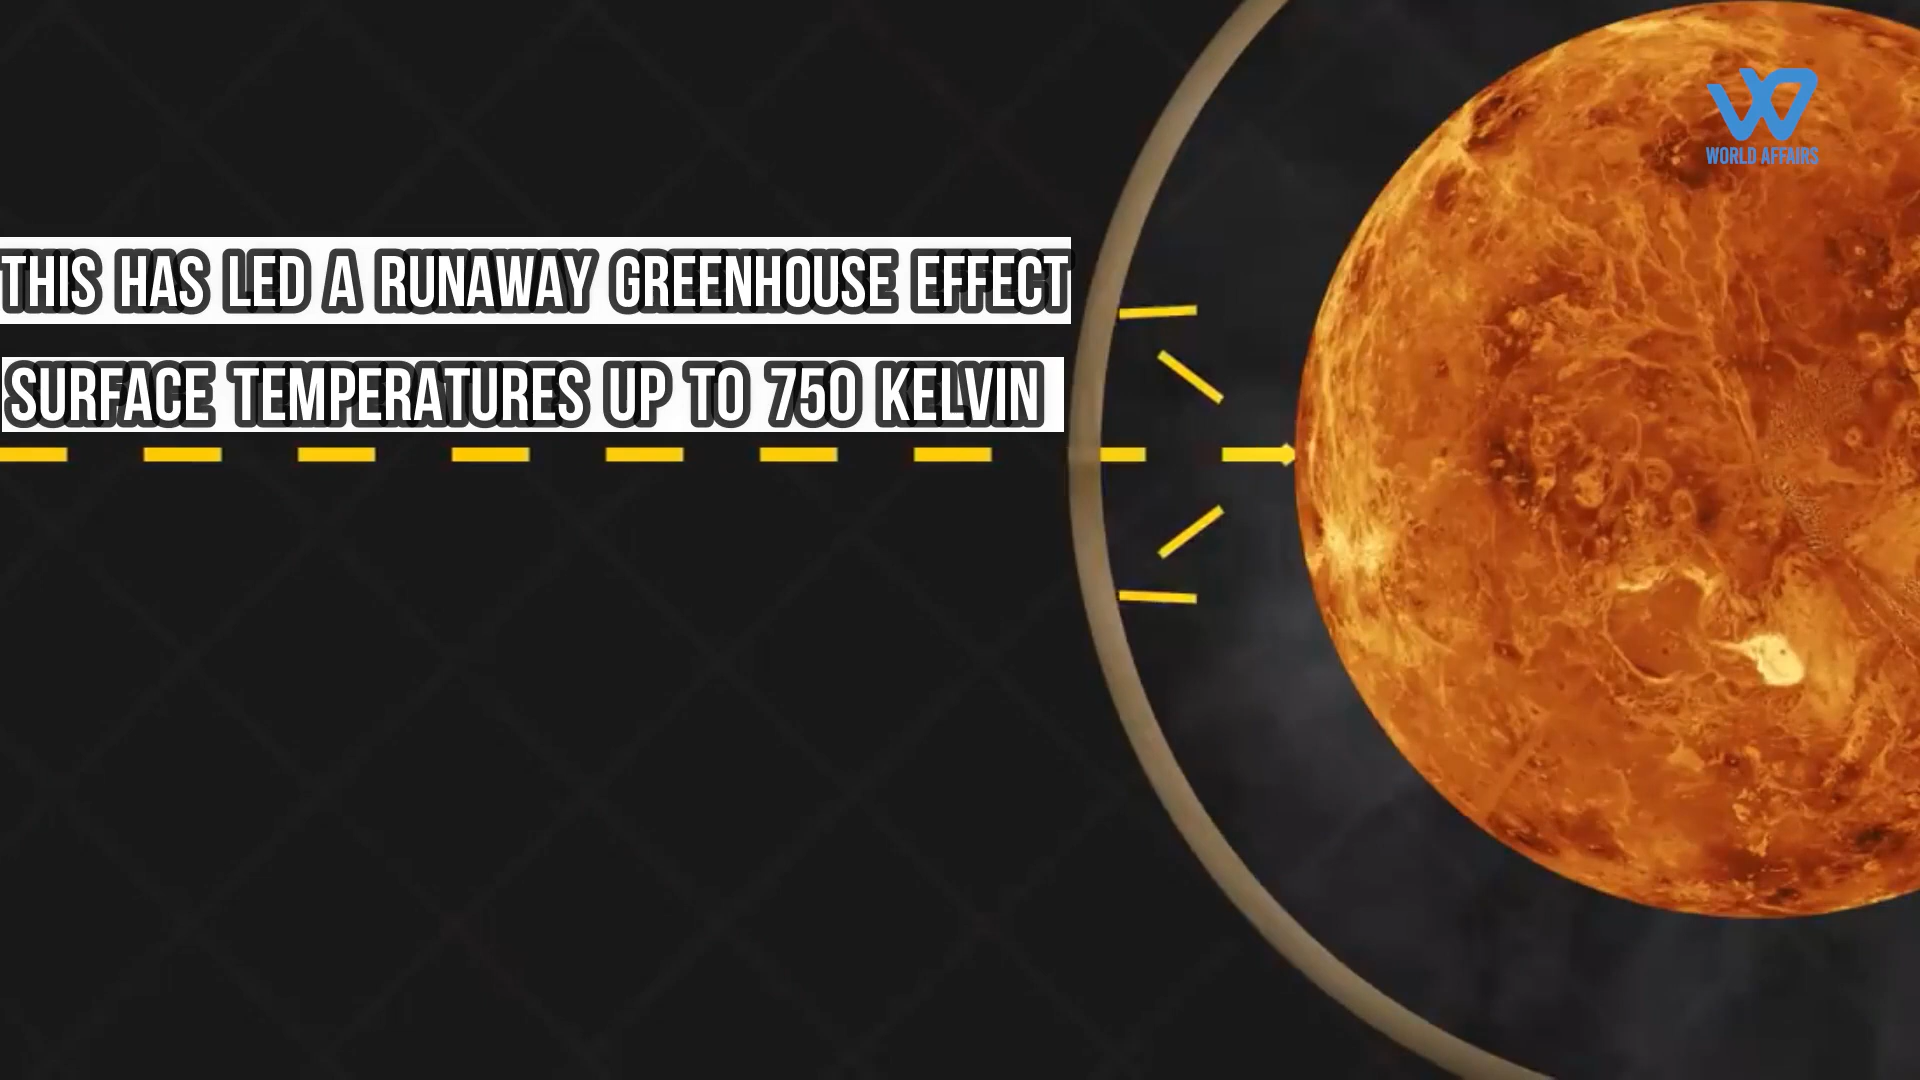 THIS HAS LED A RUNAWAY GREENHOUSE EFFECT
SURFACE TEMPERATURES UP TO 750 KELVIN
WORLD AFFAIRS